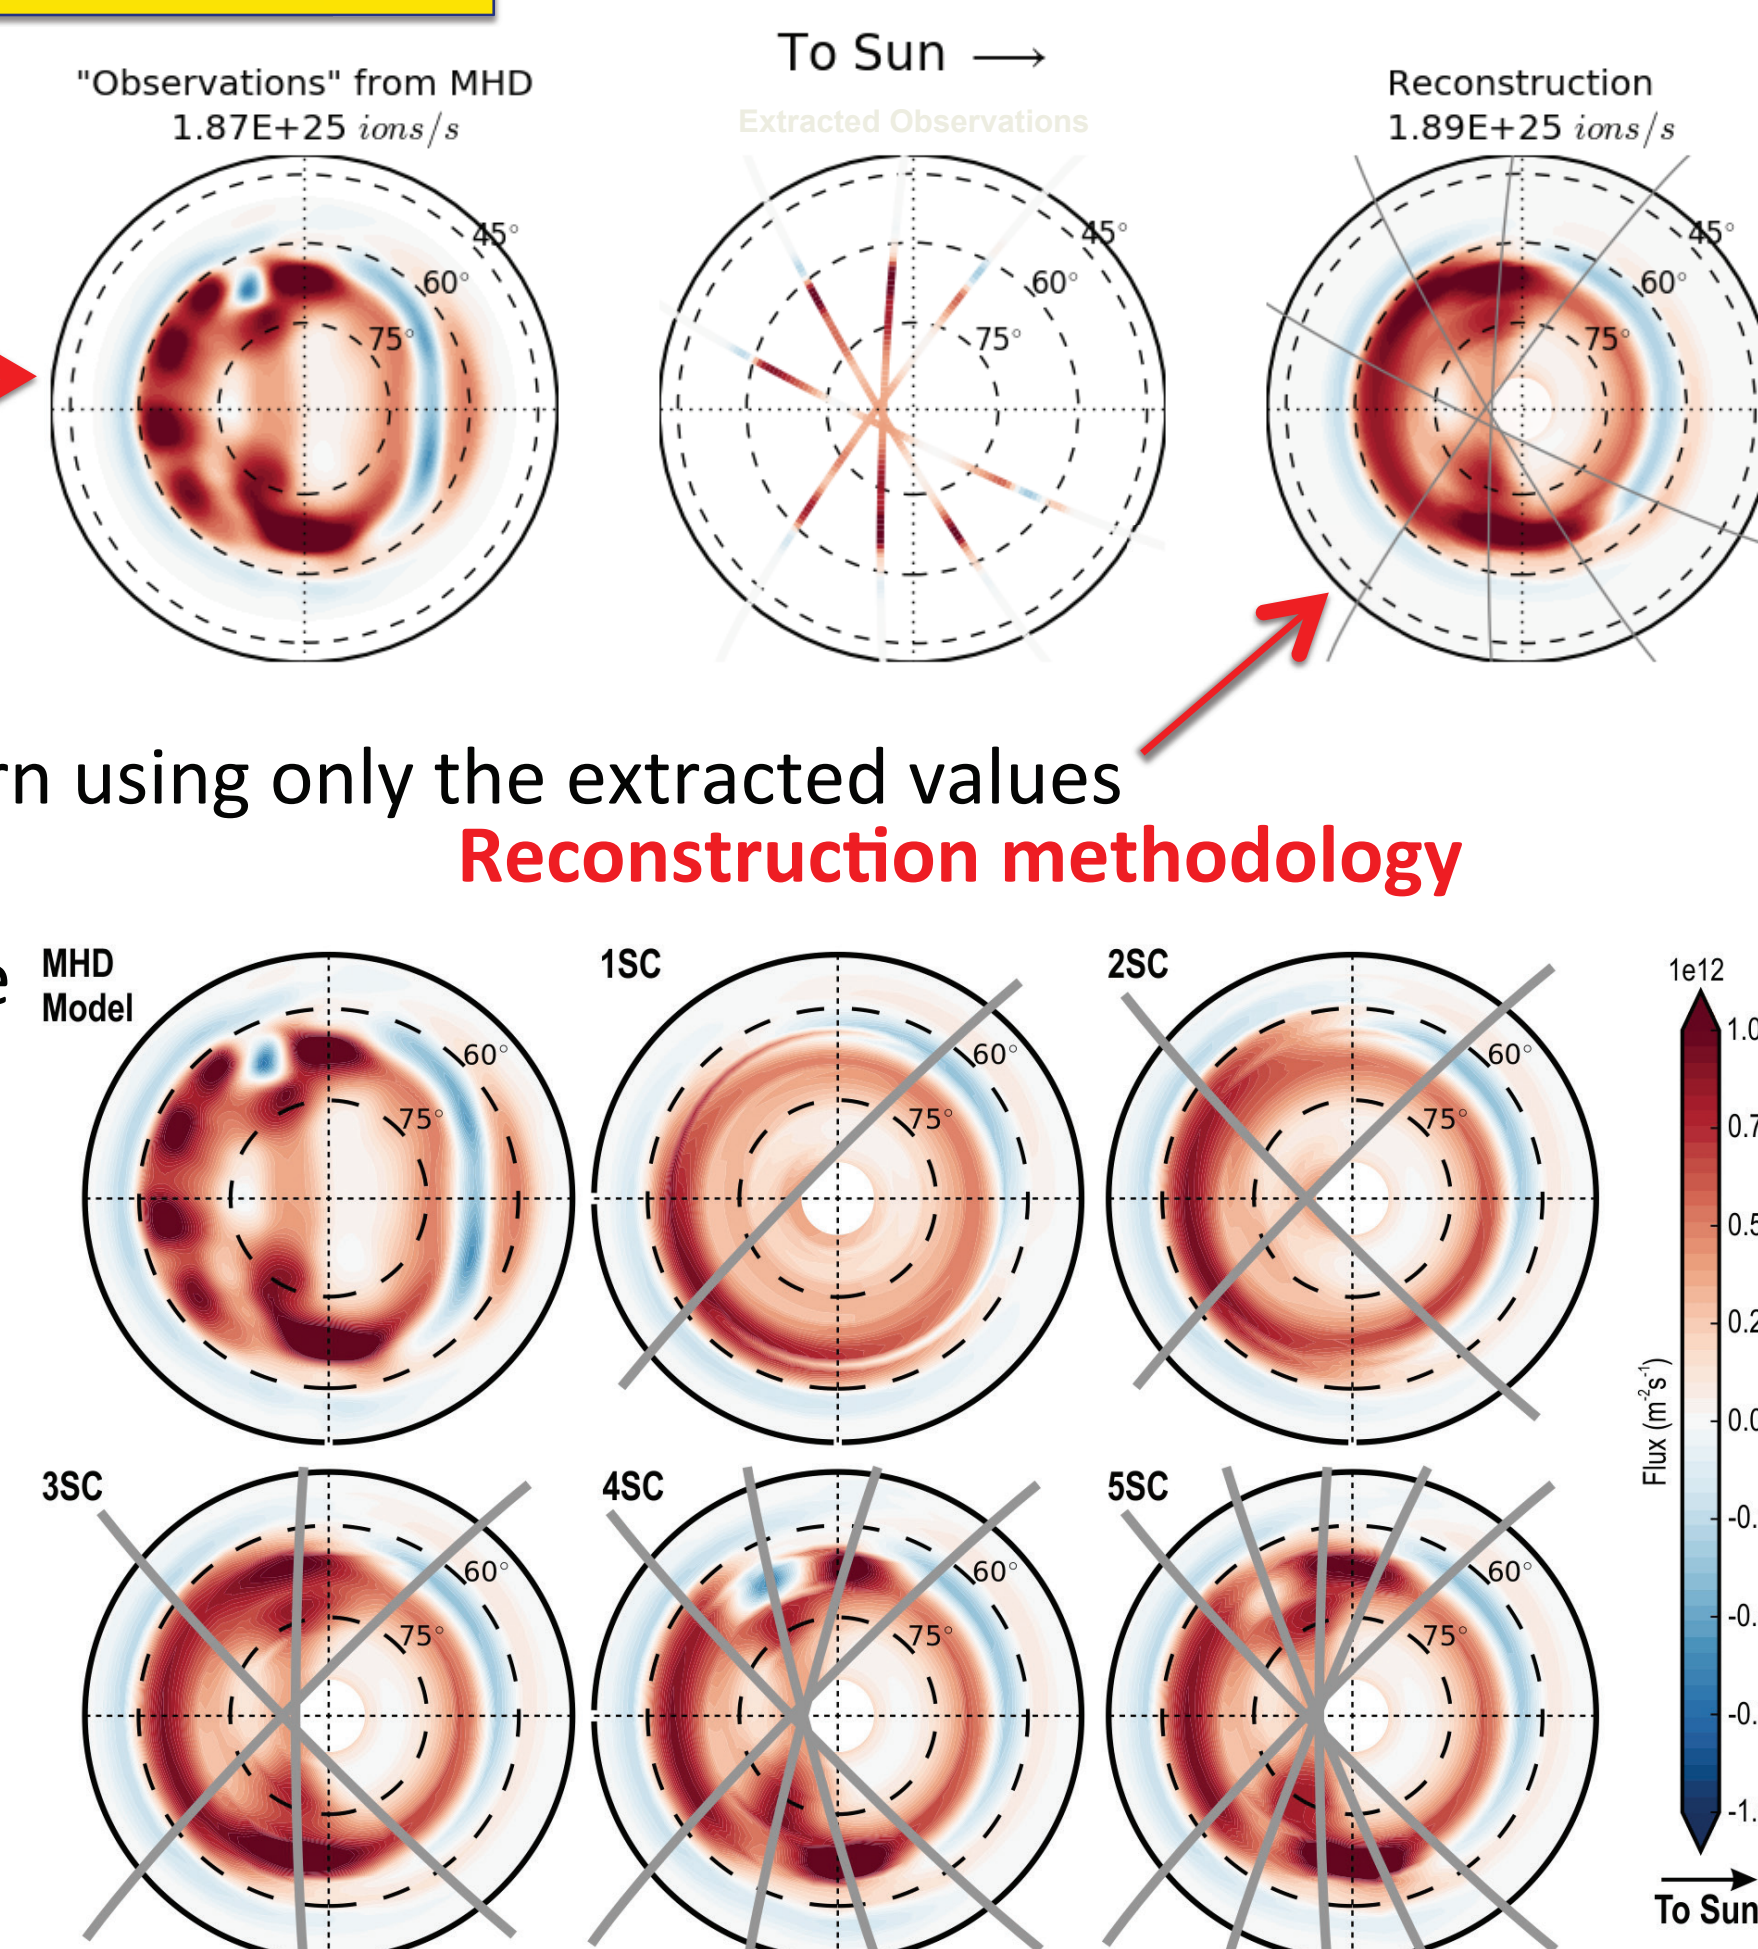 To Sun →
"Observations" from MHD
1.87E+25 ions/s
Extracted Observations
Reconstruction
1.89E+25 ions/s
45°
60°
75°
45°
60°
75°
45°
60°
75°
using only the extracted values
Reconstruction methodology
MHD
Model
60°
75°
1SC
60°
75°
2SC
60°
75°
3SC
60°
75°
4SC
60°
75°
5SC
60°
75°
1e12
Flux (m⁻²s⁻¹)
To Sun